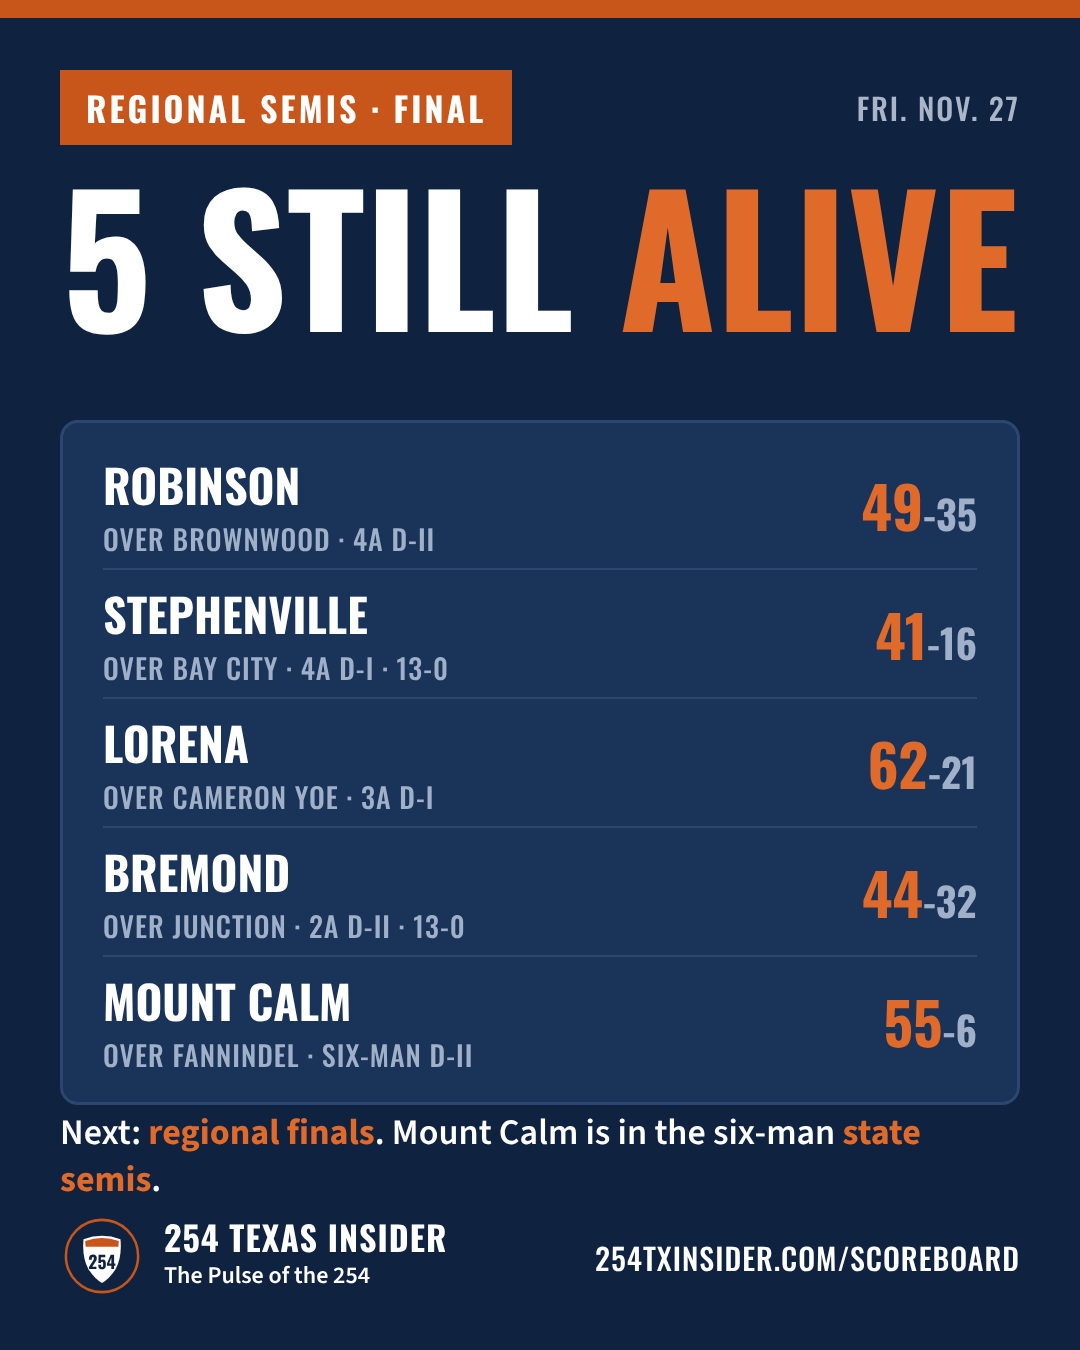 REGIONAL SEMIS · FINAL
FRI. NOV. 27
5 STILL ALIVE
ROBINSON
OVER BROWNWOOD · 4A D-II
49-35
STEPHENVILLE
OVER BAY CITY · 4A D-I · 13-0
41-16
LORENA
OVER CAMERON YOE · 3A D-I
62-21
BREMOND
OVER JUNCTION · 2A D-II · 13-0
44-32
MOUNT CALM
OVER FANNINDEL · SIX-MAN D-II
55-6
Next: regional finals. Mount Calm is in the six-man state
semis.
254
254 TEXAS INSIDER
The Pulse of the 254
254TXINSIDER.COM/SCOREBOARD